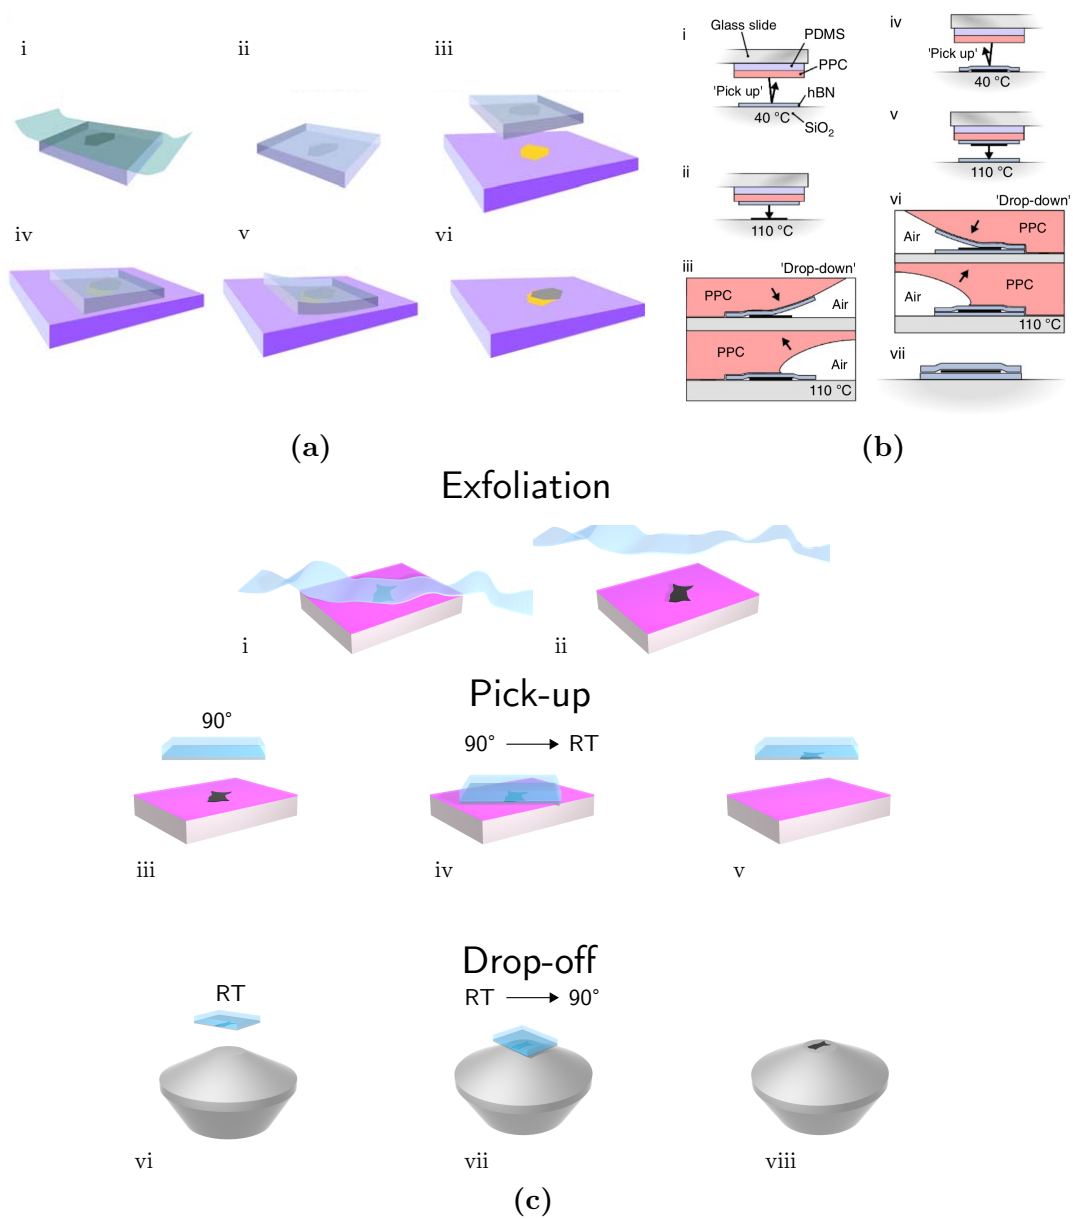 i
ii
iii
iv
v
vi
(a)
i
Glass slide
PDMS
PPC
'Pick up'
hBN
40 °C
SiO2
ii
110 °C
iii
'Drop-down'
PPC
Air
PPC
Air
110 °C
iv
'Pick up'
40 °C
v
110 °C
vi
'Drop-down'
Air
PPC
Air
PPC
110 °C
vii
(b)
Exfoliation
i
ii
Pick-up
90°
90° → RT
iii
iv
v
Drop-off
RT
RT → 90°
vi
vii
viii
(c)